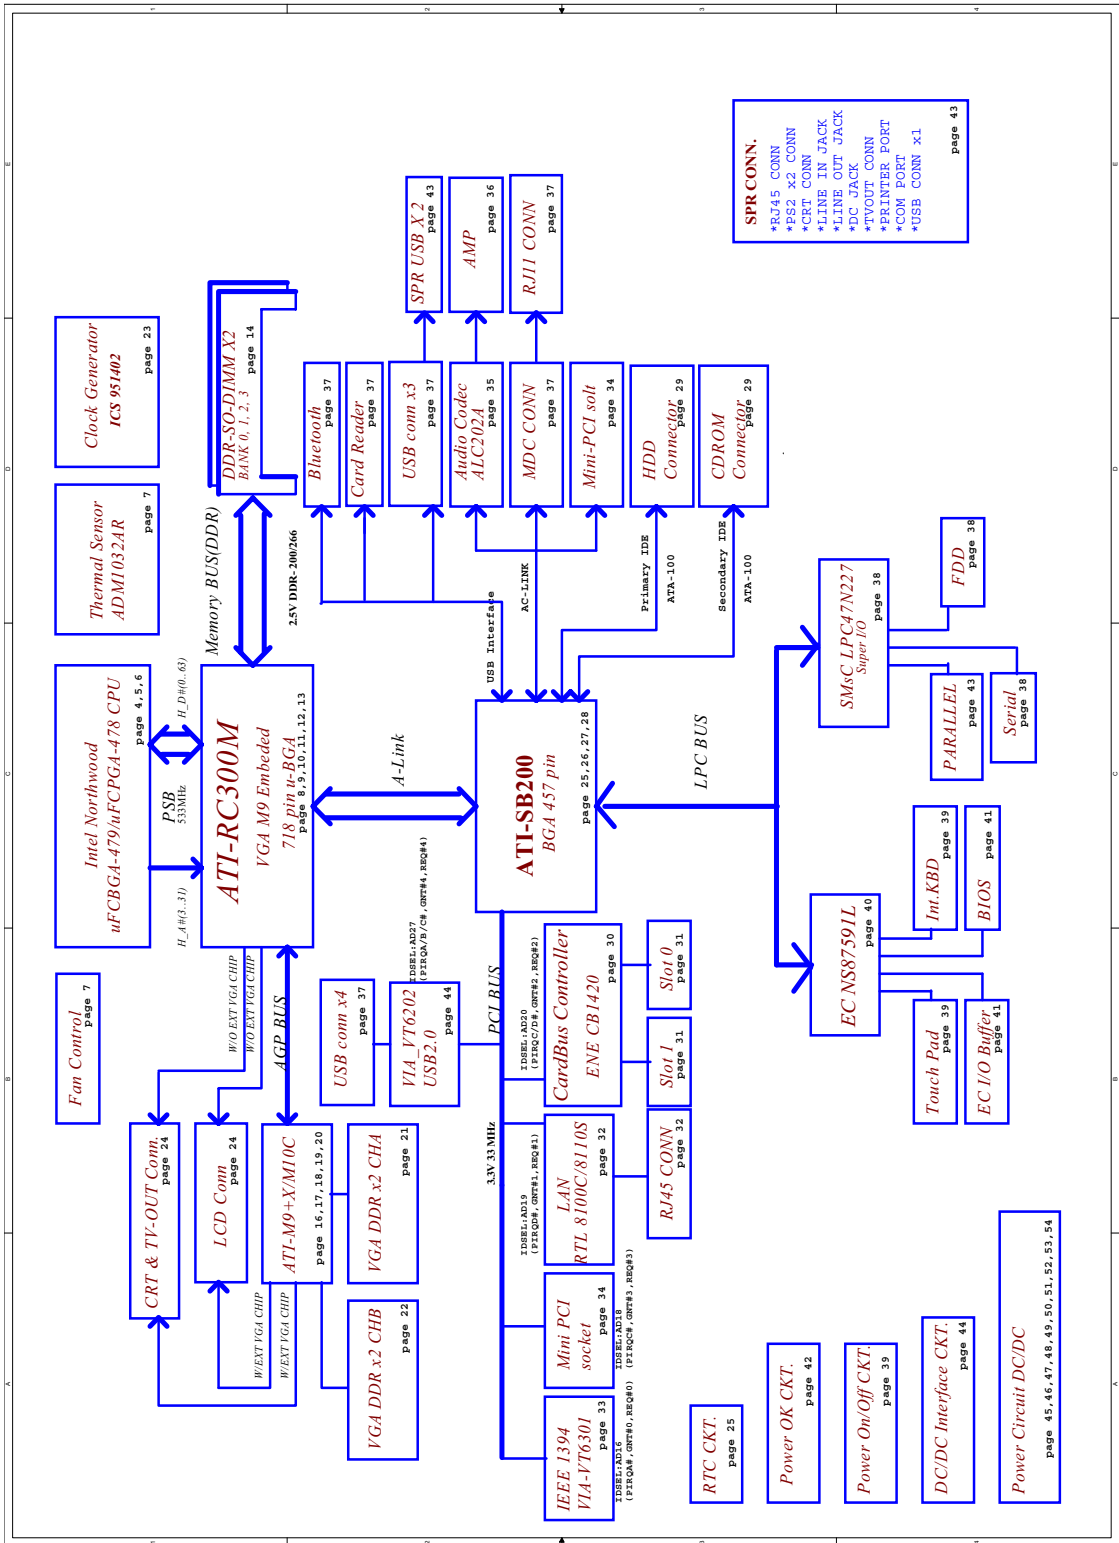 Fan Control
page 7
Intel Northwood
uFCBGA-479/uFCPGA-478 CPU
page 4,5,6
Thermal Sensor
ADM1032AR
page 7
Clock Generator
ICS 951402
page 23
H_A#(3..31)
PSB
533MHz
H_D#(0..63)
CRT & TV-OUT Conn.
page 24
W/O EXT VGA CHIP
W/O EXT VGA CHIP
ATI-RC300M
VGA M9 Embeded
718 pin u-BGA
page 8,9,10,11,12,13
Memory BUS(DDR)
2.5V DDR- 200/266
DDR-SO-DIMM X2
BANK 0, 1, 2, 3
page 14
LCD Conn
page 24
W/EXT VGA CHIP
W/EXT VGA CHIP
ATI-M9+X/M10C
page 16,17,18,19,20
AGP BUS
VGA DDR x2 CHB
page 22
VGA DDR x2 CHA
page 21
USB conn x4
page 37
VIA_VT6202
USB2.0
page 44
IDSEL:AD27
(PIRQA/B/C#,GNT#4,REQ#4)
A-Link
Bluetooth
page 37
Card Reader
page 37
USB conn x3
page 37
SPR USB X 2
page 43
Audio Codec
ALC202A
page 35
AMP
page 36
MDC CONN
page 37
RJ11 CONN
page 37
Mini-PCI solt
page 34
HDD
Connector
page 29
CDROM
Connector
page 29
USB Interface
AC-LINK
Primary IDE
ATA-100
Secondary IDE
ATA-100
ATI-SB200
BGA 457 pin
page 25,26,27,28
PCI BUS
3.3V 33 MHz
IDSEL:AD20
(PIRQC/D#,GNT#2,REQ#2)
IDSEL:AD19
(PIRQD#,GNT#1,REQ#1)
IEEE 1394
VIA-VT6301
page 33
IDSEL:AD16
(PIRQA#,GNT#0,REQ#0)
Mini PCI
socket
page 34
IDSEL:AD18
(PIRQC#,GNT#3,REQ#3)
LAN
RTL 8100C/8110S
page 32
RJ45 CONN
page 32
CardBus Controller
ENE CB1420
page 30
Slot 1
page 31
Slot 0
page 31
LPC BUS
SPR CONN.
*RJ45 CONN
*PS2 x2 CONN
*CRT CONN
*LINE IN JACK
*LINE OUT JACK
*DC JACK
*TVOUT CONN
*PRINTER PORT
*COM PORT
*USB CONN x1
page 43
RTC CKT.
page 25
Power OK CKT.
page 42
Power On/Off CKT.
page 39
DC/DC Interface CKT.
page 44
Power Circuit DC/DC
page 45,46,47,48,49,50,51,52,53,54
EC NS87591L
page 40
Touch Pad
page 39
Int.KBD
page 39
EC I/O Buffer
page 41
BIOS
page 41
SMsC LPC47N227
Super I/O
page 38
PARALLEL
page 43
Serial
page 38
FDD
page 38
A
B
C
D
E
A
B
C
D
E
1
2
3
4
1
2
3
4